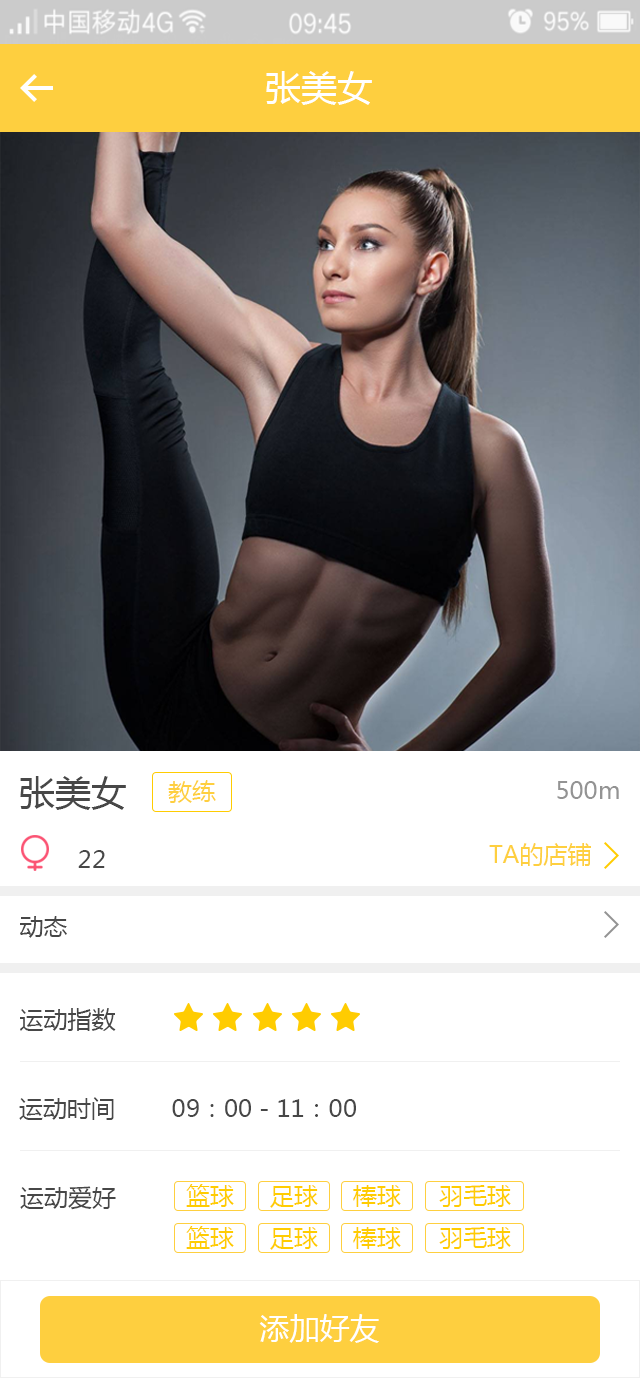 中国移动4G 09:45 95%
张美女
张美女 教练 500m
22 TA的店铺
动态
运动指数
运动时间 09：00 - 11：00
运动爱好 篮球 足球 棒球 羽毛球
篮球 足球 棒球 羽毛球
添加好友